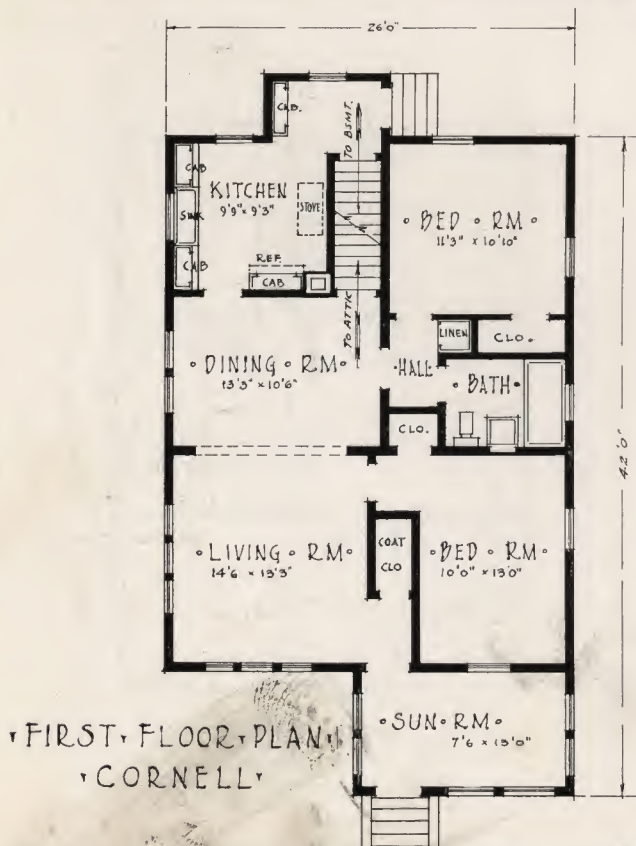 26'0"
CAB.
TO BSMT.
CAB
KITCHEN
9'9" × 9'3"
STOVE
SINK
• BED • RM •
11'3" × 10'10"
CAB
REF.
CAB
TO ATTIC
LINEN
CLO.
• DINING • RM •
13'3" × 10'6"
• HALL •
• BATH •
CLO.
42'0"
• LIVING • RM •
14'6 × 13'3"
COAT
CLO
• BED • RM •
10'0" × 13'0"
• SUN • RM •
7'6 × 13'0"
• FIRST • FLOOR • PLAN •
• CORNELL •